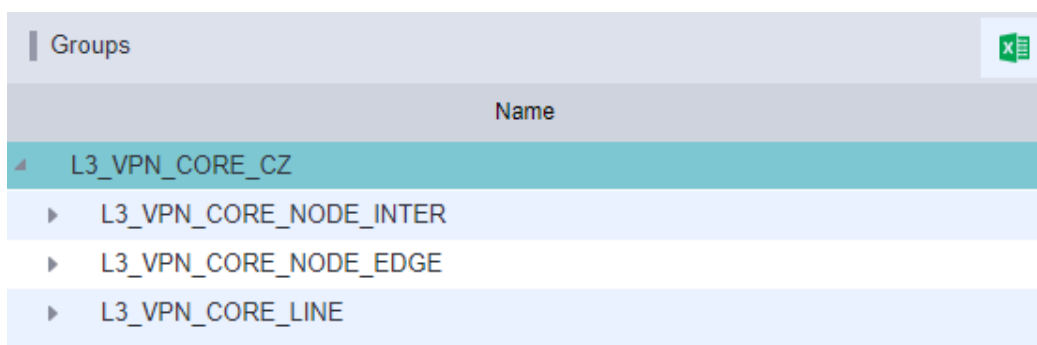 Groups
Name
L3_VPN_CORE_CZ
L3_VPN_CORE_NODE_INTER
L3_VPN_CORE_NODE_EDGE
L3_VPN_CORE_LINE